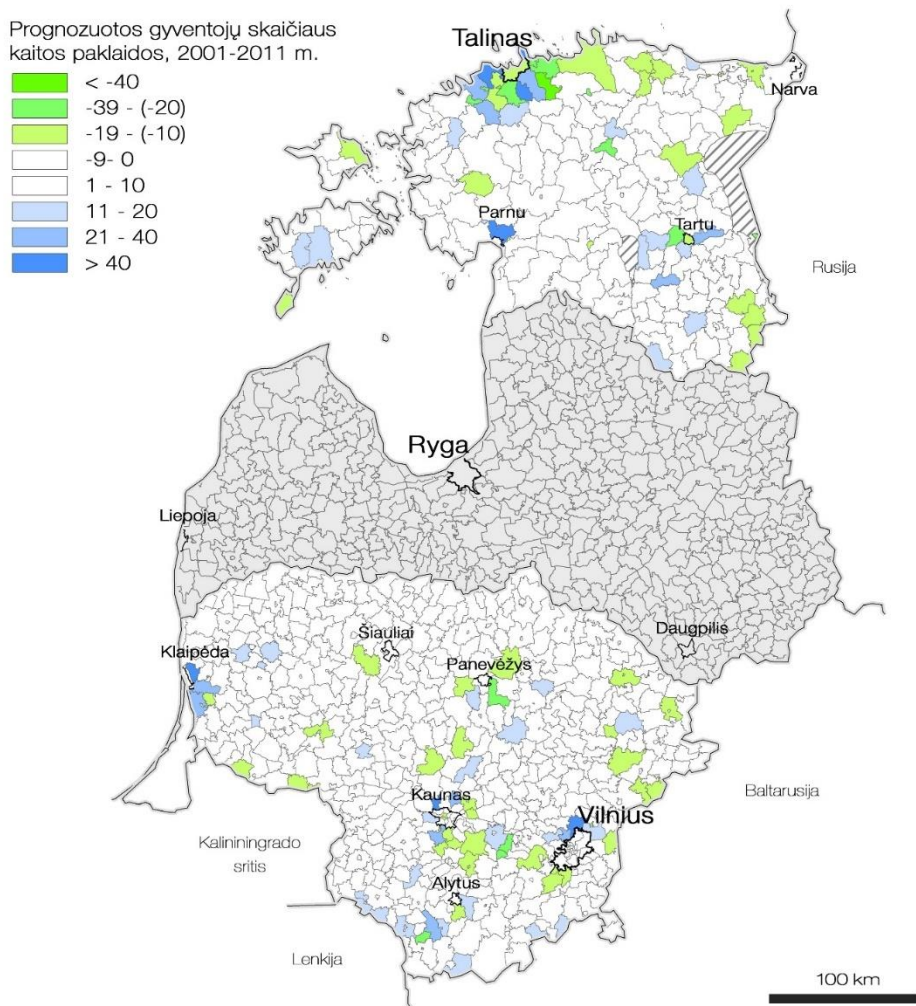 Prognozuotos gyventojų skaičiaus
kaitos paklaidos, 2001-2011 m.
< -40
-39 - (-20)
-19 - (-10)
-9- 0
1 - 10
11 - 20
21 - 40
> 40
Talinas
Narva
Parnu
Tartu
Rusija
Ryga
Liepoja
Daugpilis
Šiauliai
Klaipėda
Panevėžys
Kaunas
Vilnius
Baltarusija
Kalininingrado
sritis
Alytus
Lenkija
100 km